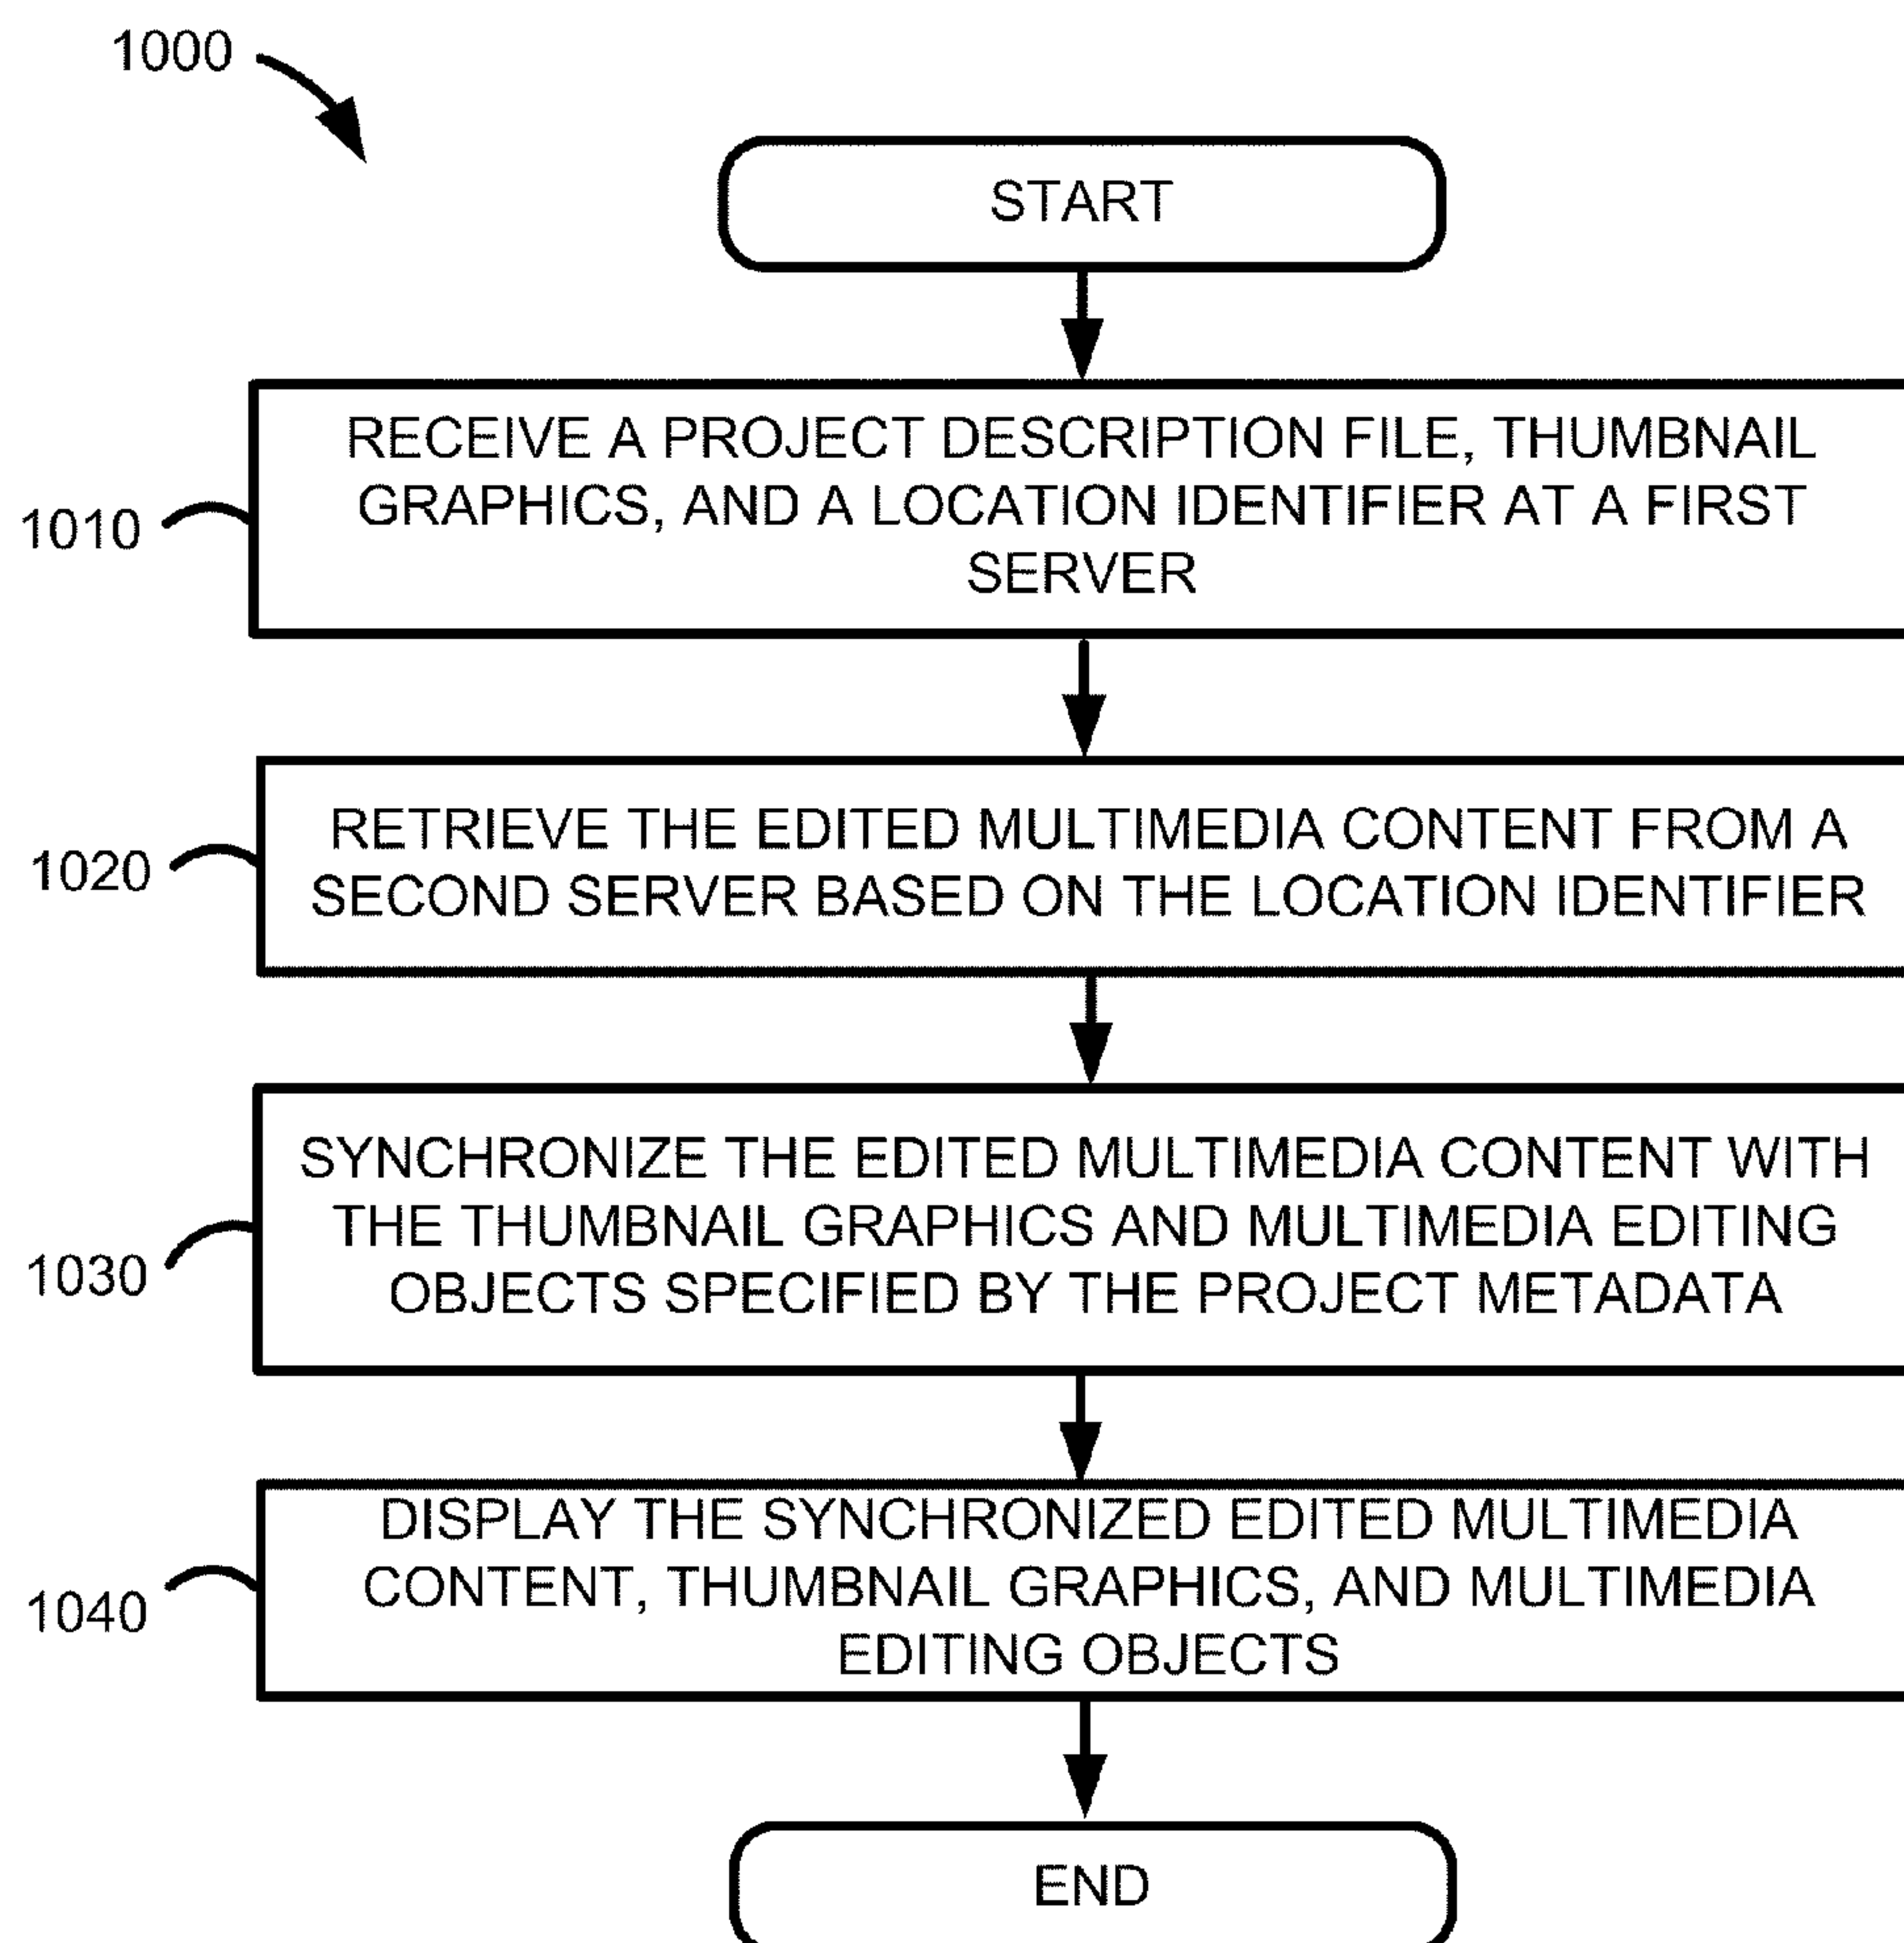 1000
START
RECEIVE A PROJECT DESCRIPTION FILE, THUMBNAIL
GRAPHICS, AND A LOCATION IDENTIFIER AT A FIRST
SERVER
1010
RETRIEVE THE EDITED MULTIMEDIA CONTENT FROM A
SECOND SERVER BASED ON THE LOCATION IDENTIFIER
1020
SYNCHRONIZE THE EDITED MULTIMEDIA CONTENT WITH
THE THUMBNAIL GRAPHICS AND MULTIMEDIA EDITING
OBJECTS SPECIFIED BY THE PROJECT METADATA
1030
DISPLAY THE SYNCHRONIZED EDITED MULTIMEDIA
CONTENT, THUMBNAIL GRAPHICS, AND MULTIMEDIA
EDITING OBJECTS
1040
END